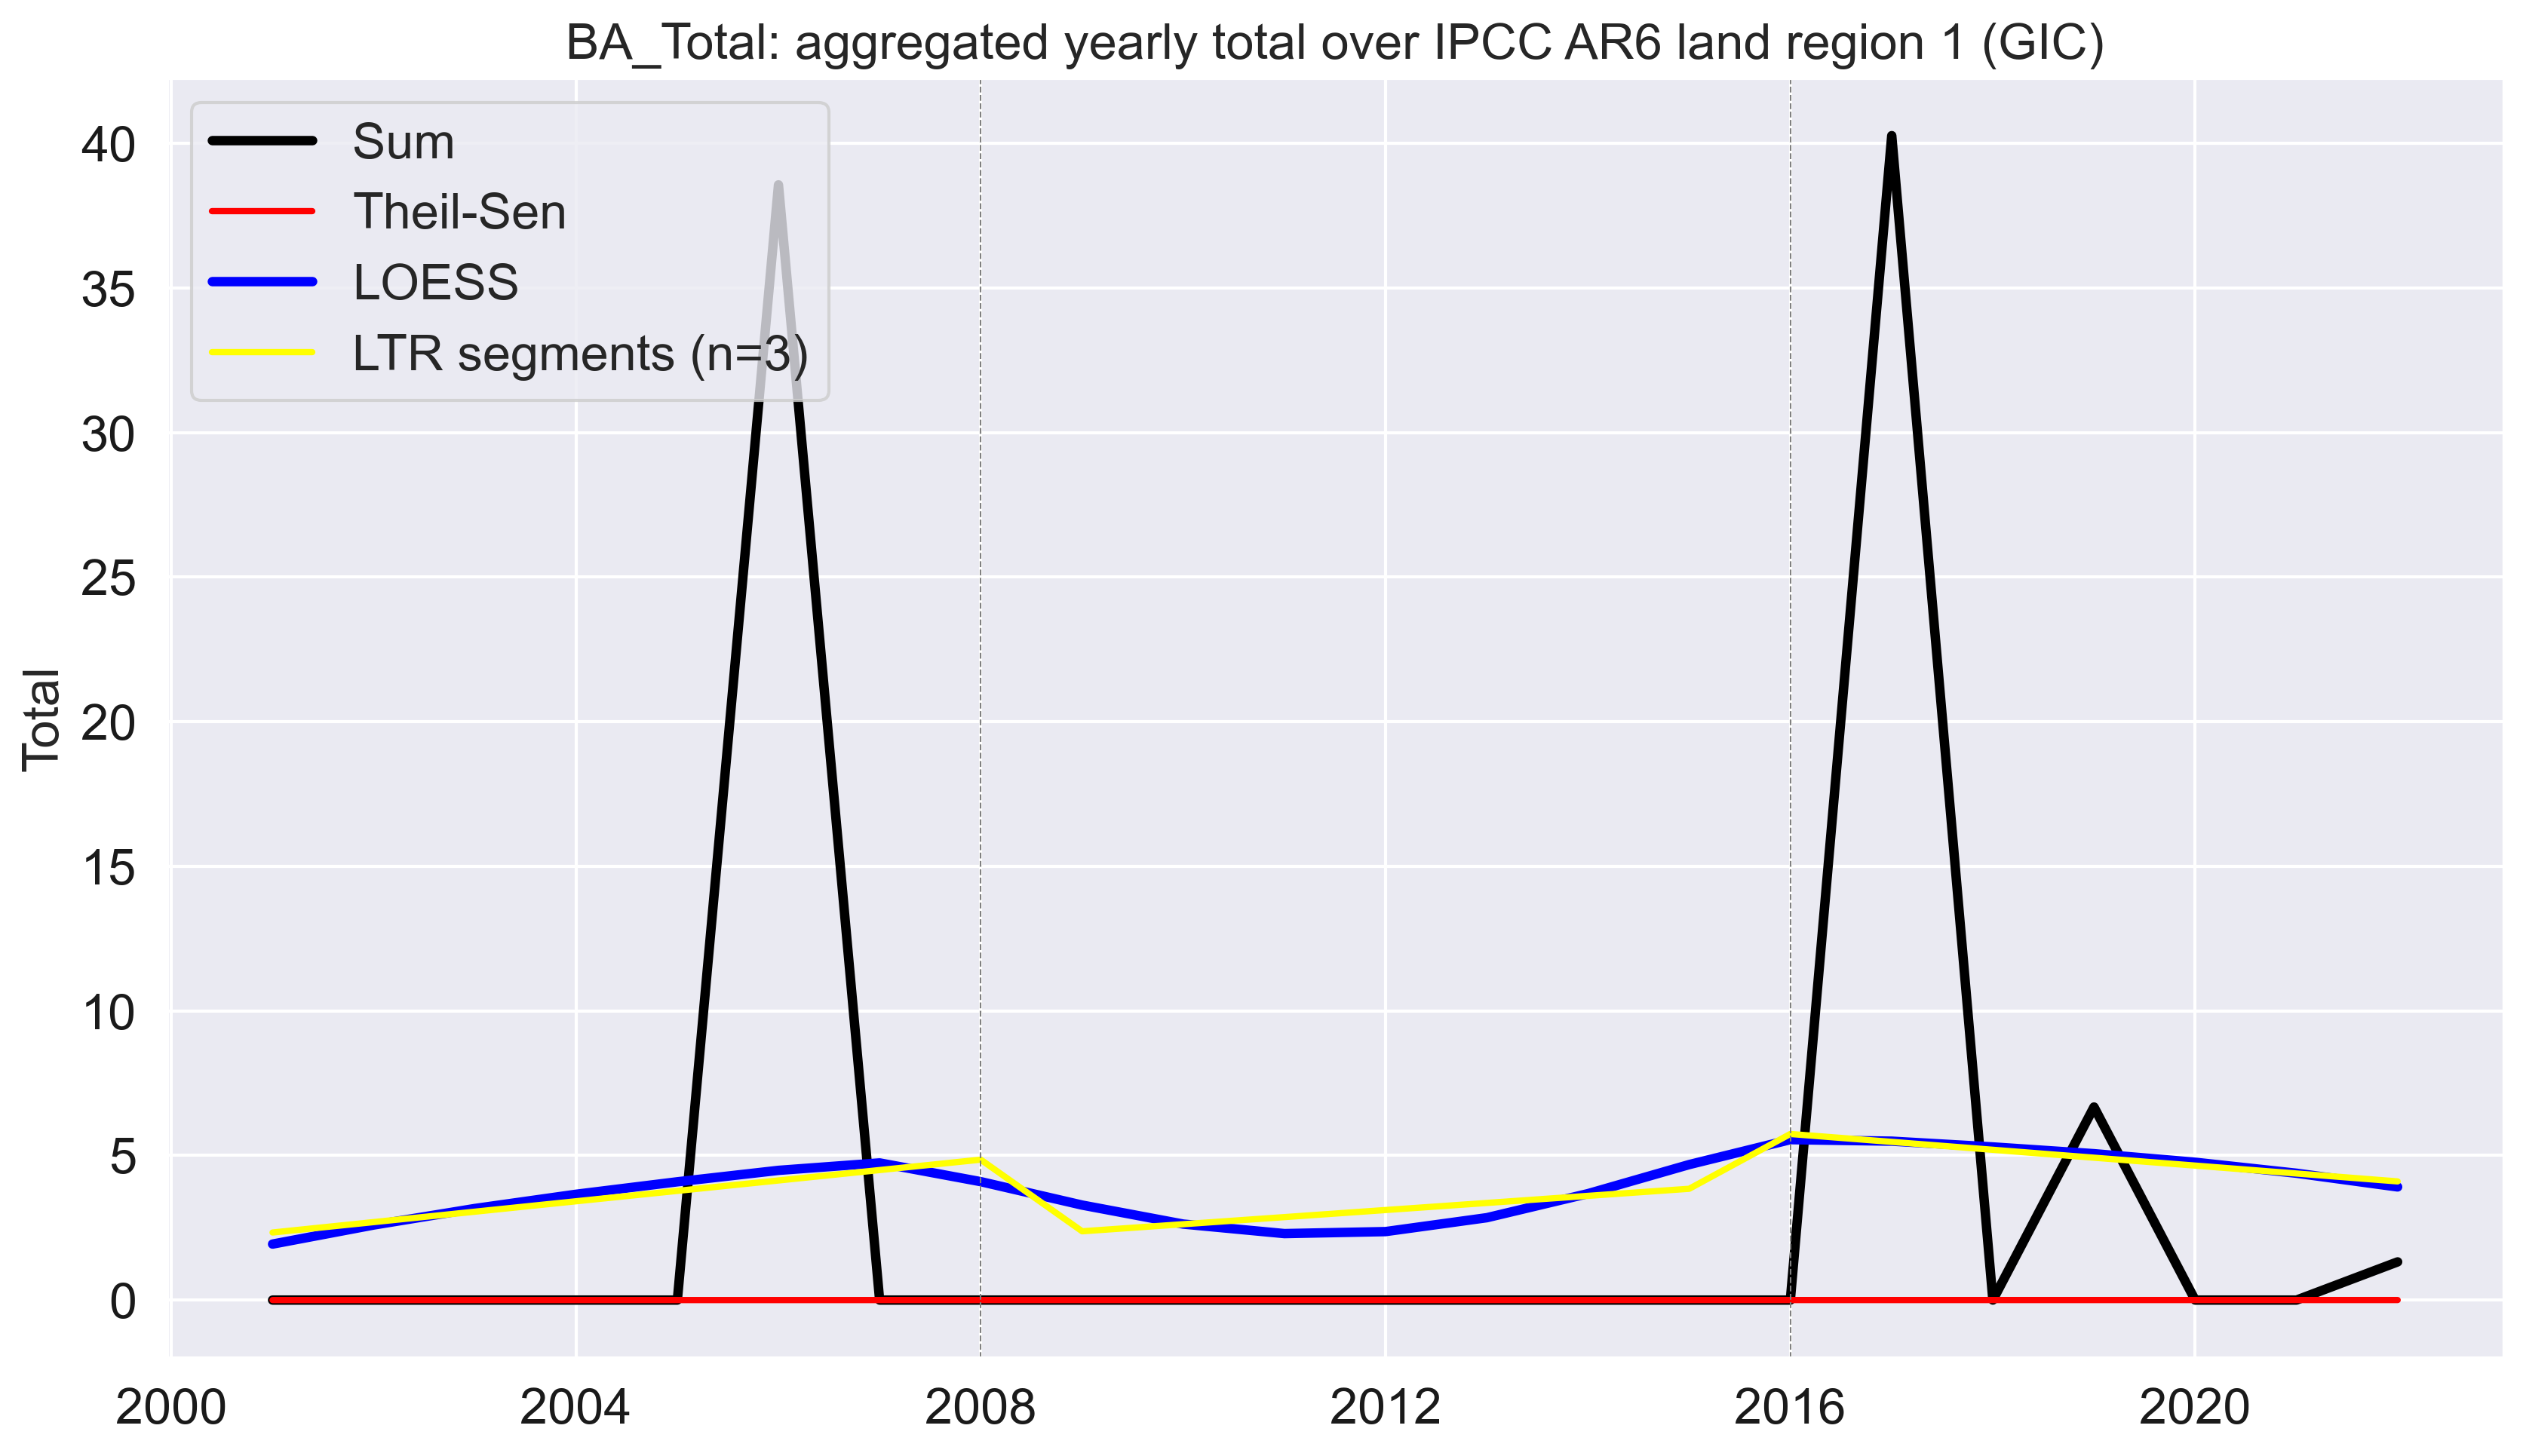 BA_Total: aggregated yearly total over IPCC AR6 land region 1 (GIC)
Sum
Theil-Sen
LOESS
LTR segments (n=3)
40
35
30
25
20
15
10
5
0
Total
2000 2004 2008 2012 2016 2020